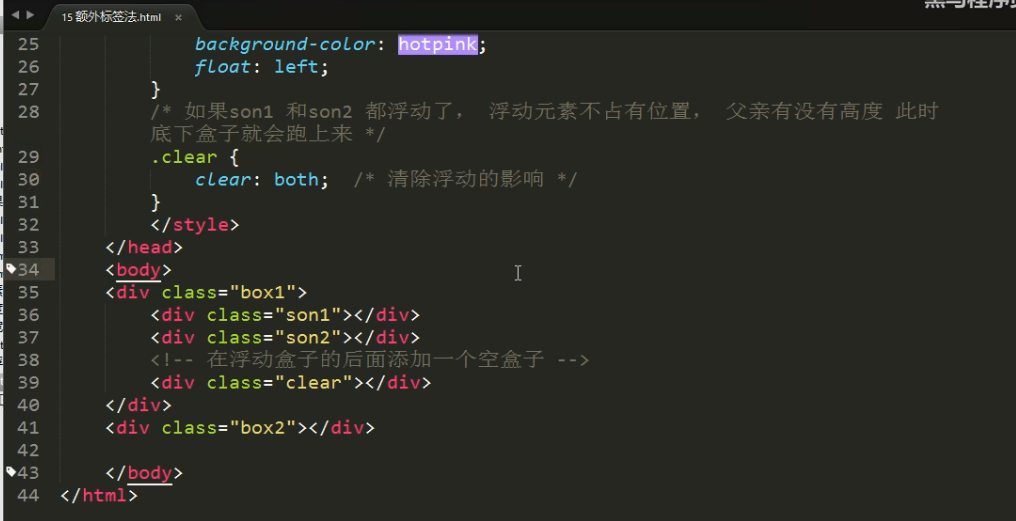 15 额外标签法.html ×
25 background-color: hotpink;
26 float: left;
27 }
28 /* 如果son1 和son2 都浮动了, 浮动元素不占有位置, 父亲有没有高度 此时
底下盒子就会跑上来 */
29 .clear {
30 clear: both; /* 清除浮动的影响 */
31 }
32 </style>
33 </head>
34 <body>
35 <div class="box1">
36 <div class="son1"></div>
37 <div class="son2"></div>
38 <!-- 在浮动盒子的后面添加一个空盒子 -->
39 <div class="clear"></div>
40 </div>
41 <div class="box2"></div>
42
43 </body>
44 </html>